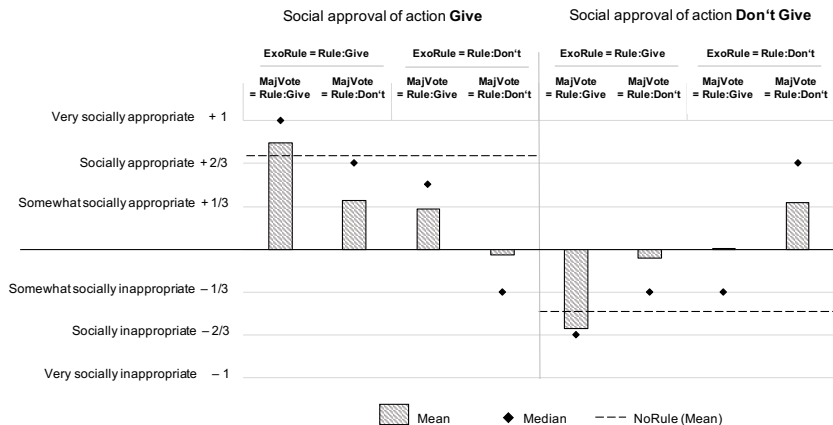 Social approval of action Give
Social approval of action Don‘t Give
ExoRule = Rule:Give
ExoRule = Rule:Don‘t
ExoRule = Rule:Give
ExoRule = Rule:Don‘t
MajVote
= Rule:Give
MajVote
= Rule:Don‘t
MajVote
= Rule:Give
MajVote
= Rule:Don‘t
MajVote
= Rule:Give
MajVote
= Rule:Don‘t
MajVote
= Rule:Give
MajVote
= Rule:Don‘t
Very socially appropriate + 1
Socially appropriate + 2/3
Somewhat socially appropriate + 1/3
Somewhat socially inappropriate – 1/3
Socially inappropriate – 2/3
Very socially inappropriate – 1
Mean
Median
NoRule (Mean)